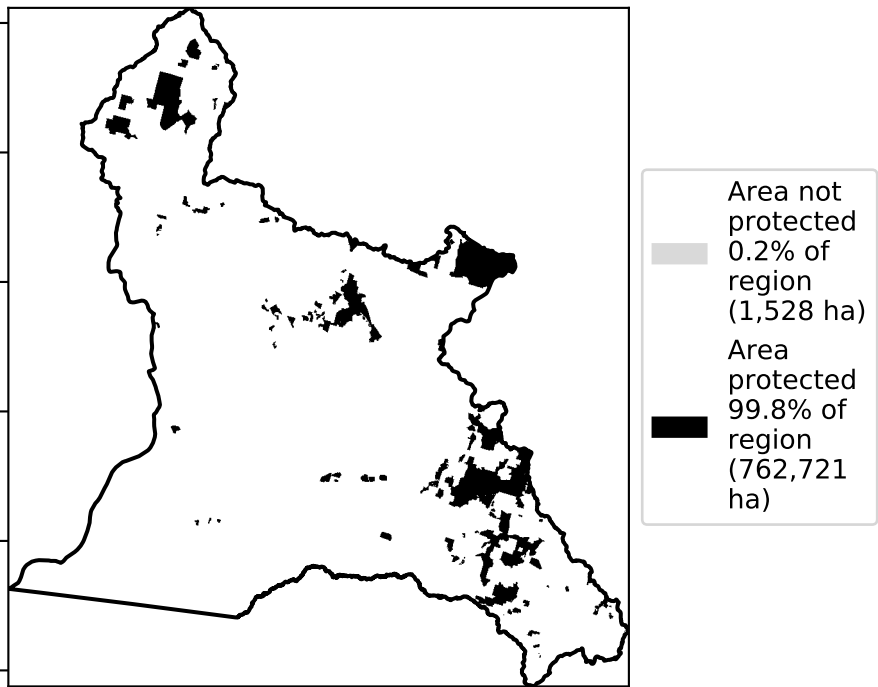 Area not
protected
0.2% of
region
(1,528 ha)
Area
protected
99.8% of
region
(762,721
ha)